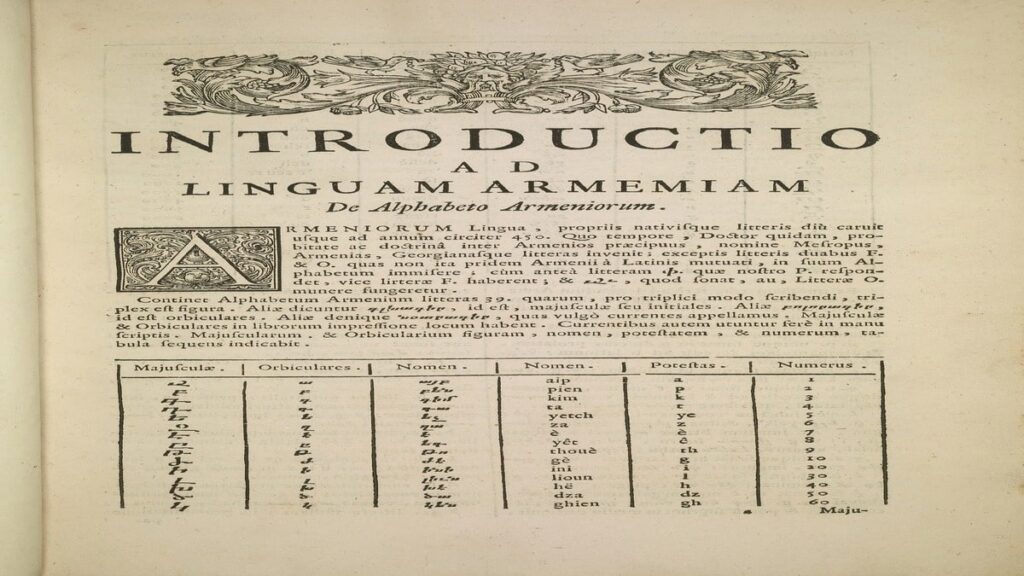 INTRODUCTIO
AD
LINGUAM ARMEMIAM
De Alphabeto Armeniorum.
ARMENIORUM Lingua, propriis nativisque litteris diù caruit
usque ad annum circiter 450. Quo tempore, Doctor quidam, pro-
bitate ac doctrinâ inter Armenios præcipuus, nomine Mesropus,
Armenias, Georgianasque litteras invenit; exceptis litteris duabus F.
& O. quas non ita pridem Armenii à Latinis mutuati, in suum Al-
phabetum immisere; cùm anteà litteram փ. quæ nostro P. respon-
det, vice litteræ F. haberent; & quod sonat, au, Litteræ O.
munere fungeretur.
Continet Alphabetum Armenium litteras 39. quarum, pro triplici modo scribendi, tri-
plex est figura. Aliæ dicuntur id est, majusculæ seu initiales. Aliæ
id est orbiculares. Aliæ denique quas vulgò currentes appellamus. Majusculæ
& Orbiculares in librorum impressione locum habent. Currentibus autem utuntur ferè in manu
scriptis. Majuscularum. & Orbicularium figuram, nomen, potestatem, & numerum, ta-
bula sequens indicabit.
Majusculæ. Orbiculares. Nomen. Nomen. Potestas. Numerus.
aip a 1
pien p 2
kim k 3
ta t 4
yetch ye 5
za z 6
è è 7
yêt ê 8
thouè th 9
gè g 10
ini i 20
lioun l 30
hë h 40
dza dz 50
ghien gh 60
Maju-